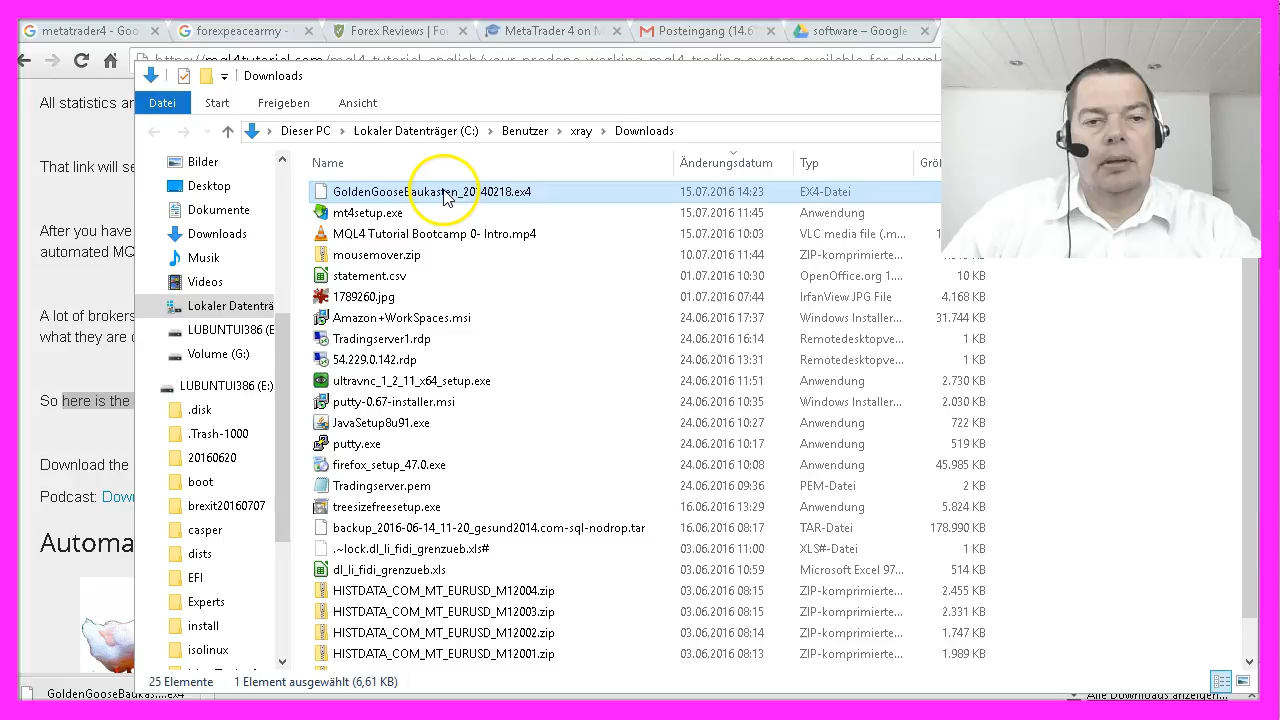 metatrader4 - Goo
forexpeacearmy - G
Forex Reviews | Fo
MetaTrader 4 on M
Posteingang (14.6
software – Google
Downloads
Datei
Start
Freigeben
Ansicht
Dieser PC > Lokaler Datenträger (C:) > Benutzer > xray > Downloads
Name
Änderungsdatum
Typ
Grö
All statistics an
That link will se
After you have
automated MQ
A lot of brokers
what they are
So here is the
Download the
Podcast: Dow
Automa
Bilder
Desktop
Dokumente
Downloads
Musik
Videos
Lokaler Datenträ
LUBUNTUI386 (E
Volume (G:)
LUBUNTUI386 (E:)
.disk
.Trash-1000
20160620
boot
brexit20160707
casper
dists
EFI
Experts
install
isolinux
GoldenGooseBaukasten_20140218.ex4 15.07.2016 14:23 EX4-Datei
mt4setup.exe 15.07.2016 11:45 Anwendung
MQL4 Tutorial Bootcamp 0- Intro.mp4 15.07.2016 10:03 VLC media file (.m...
mousemover.zip 10.07.2016 11:44 ZIP-komprimierte...
statement.csv 01.07.2016 10:30 OpenOffice.org 1... 10 KB
1789260.jpg 01.07.2016 07:44 IrfanView JPG File 4.168 KB
Amazon+WorkSpaces.msi 24.06.2016 17:37 Windows Installer... 31.744 KB
Tradingserver1.rdp 24.06.2016 16:14 Remotedesktopve... 1 KB
54.229.0.142.rdp 24.06.2016 13:31 Remotedesktopve... 1 KB
ultravnc_1_2_11_x64_setup.exe 24.06.2016 11:51 Anwendung 2.730 KB
putty-0.67-installer.msi 24.06.2016 10:35 Windows Installer... 2.030 KB
JavaSetup8u91.exe 24.06.2016 10:27 Anwendung 722 KB
putty.exe 24.06.2016 10:17 Anwendung 519 KB
firefox_setup_47.0.exe 24.06.2016 10:08 Anwendung 45.985 KB
Tradingserver.pem 24.06.2016 09:36 PEM-Datei 2 KB
treesizefreesetup.exe 16.06.2016 13:29 Anwendung 5.824 KB
backup_2016-06-14_11-20_gesund2014.com-sql-nodrop.tar 16.06.2016 08:17 TAR-Datei 178.990 KB
.~lock.dl_li_fidi_grenzueb.xls# 03.06.2016 11:00 XLS#-Datei 1 KB
dl_li_fidi_grenzueb.xls 03.06.2016 10:59 Microsoft Excel 97... 514 KB
HISTDATA_COM_MT_EURUSD_M12004.zip 03.06.2016 08:15 ZIP-komprimierte... 2.455 KB
HISTDATA_COM_MT_EURUSD_M12003.zip 03.06.2016 08:15 ZIP-komprimierte... 2.331 KB
HISTDATA_COM_MT_EURUSD_M12002.zip 03.06.2016 08:14 ZIP-komprimierte... 1.747 KB
HISTDATA_COM_MT_EURUSD_M12001.zip 03.06.2016 08:13 ZIP-komprimierte... 1.989 KB
25 Elemente
1 Element ausgewählt (6,61 KB)
GoldenGooseBaukas....ex4
Alle Downloads anzeigen...